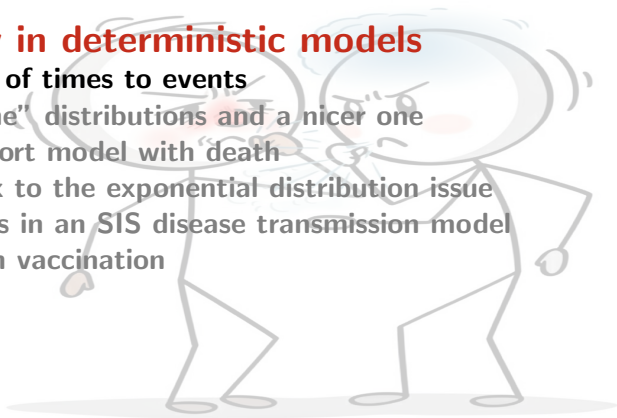 in deterministic models
of times to events
ne” distributions and a nicer one
ort model with death
to the exponential distribution issue
s in an SIS disease transmission model
vaccination